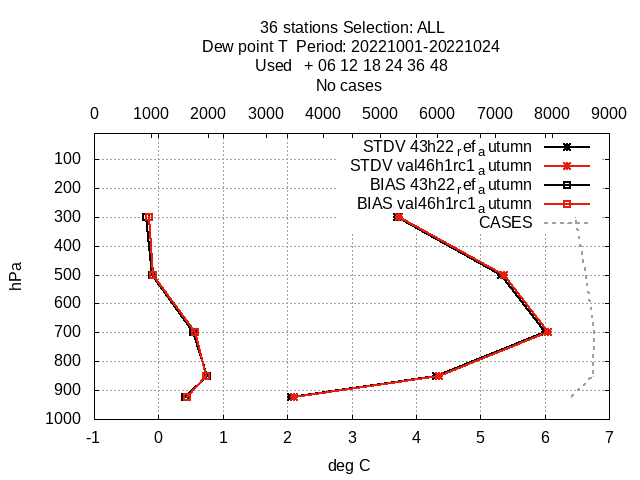 36 stations Selection: ALL
Dew point T  Period: 20221001-20221024
Used   + 06 12 18 24 36 48
No cases
0 1000 2000 3000 4000 5000 6000 7000 8000 9000
STDV 43h22_ref_autumn
STDV val46h1rc1_autumn
BIAS 43h22_ref_autumn
BIAS val46h1rc1_autumn
CASES
100
200
300
400
500
600
700
800
900
1000
hPa
-1 0 1 2 3 4 5 6 7
deg C